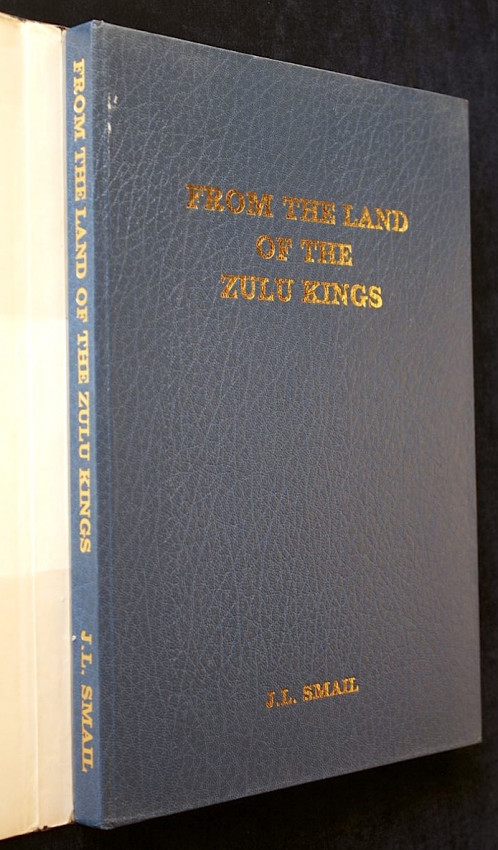 FROM THE LAND OF THE ZULU KINGS J.L. SMAIL
FROM THE LAND
OF THE
ZULU KINGS
J.L. SMAIL